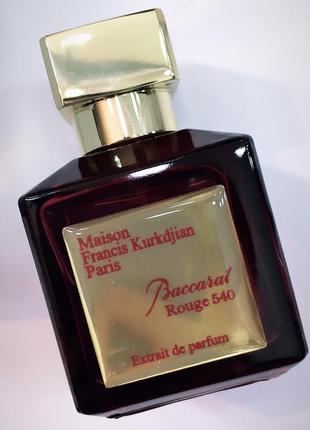 Maison
Francis Kurkdjian
Paris
Baccarat
Rouge 540
Extrait de parfum